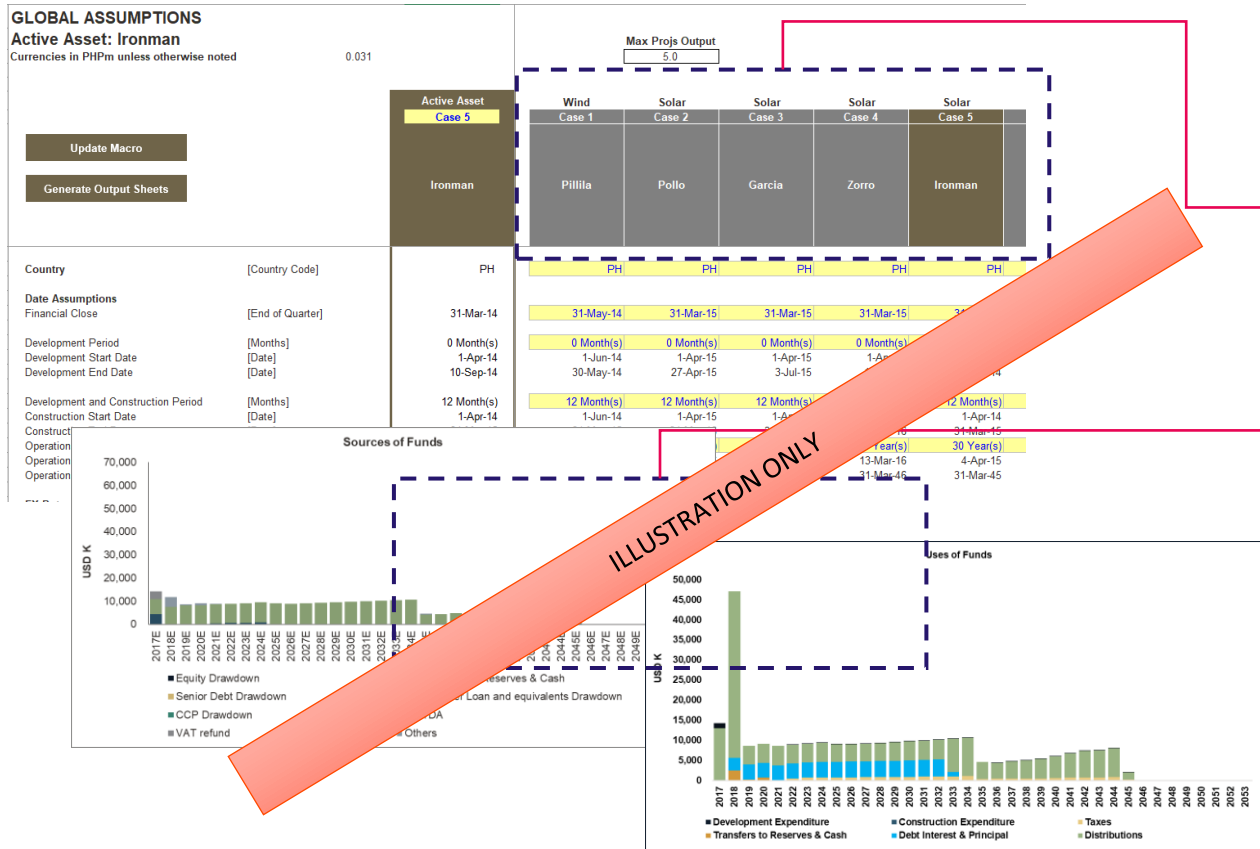 GLOBAL ASSUMPTIONS
Active Asset: Ironman
Currencies in PHPm unless otherwise noted 0.031
Max Projs Output
5.0
Update Macro
Generate Output Sheets
Active Asset Wind Solar Solar Solar Solar
Case 5 Case 1 Case 2 Case 3 Case 4 Case 5
Ironman Pillila Pollo Garcia Zorro Ironman
Country [Country Code] PH PH PH PH PH PH
Date Assumptions
Financial Close [End of Quarter] 31-Mar-14 31-May-14 31-Mar-15 31-Mar-15 31-Mar-15
Development Period [Months] 0 Month(s) 0 Month(s) 0 Month(s) 0 Month(s) 0 Month(s)
Development Start Date [Date] 1-Apr-14 1-Jun-14 1-Apr-15 1-Apr-15
Development End Date [Date] 10-Sep-14 30-May-14 27-Apr-15 3-Jul-15
Development and Construction Period [Months] 12 Month(s) 12 Month(s) 12 Month(s) 12 Month(s) 12 Month(s)
Construction Start Date [Date] 1-Apr-14 1-Jun-14 1-Apr-15 1-Apr-14
Construct 31-Mar-15
Operation Year(s) 30 Year(s)
Operation 13-Mar-16 4-Apr-15
Operation 31-Mar-46 31-Mar-45
ILLUSTRATION ONLY
Sources of Funds
USD K
70,000
60,000
50,000
40,000
30,000
20,000
10,000
0
2017E 2018E 2019E 2020E 2021E 2022E 2023E 2024E 2025E 2026E 2027E 2028E 2029E 2030E 2031E 2032E 2033E 2045E 2046E 2047E 2048E 2049E
Equity Drawdown eserves & Cash
Senior Debt Drawdown Loan and equivalents Drawdown
CCP Drawdown DA
VAT refund Others
Uses of Funds
USD K
50,000
45,000
40,000
35,000
30,000
25,000
20,000
15,000
10,000
5,000
0
2017 2018 2019 2020 2021 2022 2023 2024 2025 2026 2027 2028 2029 2030 2031 2032 2033 2034 2035 2036 2037 2038 2039 2040 2041 2042 2043 2044 2045 2046 2047 2048 2049 2050 2051 2052 2053
Development Expenditure Construction Expenditure Taxes
Transfers to Reserves & Cash Debt Interest & Principal Distributions